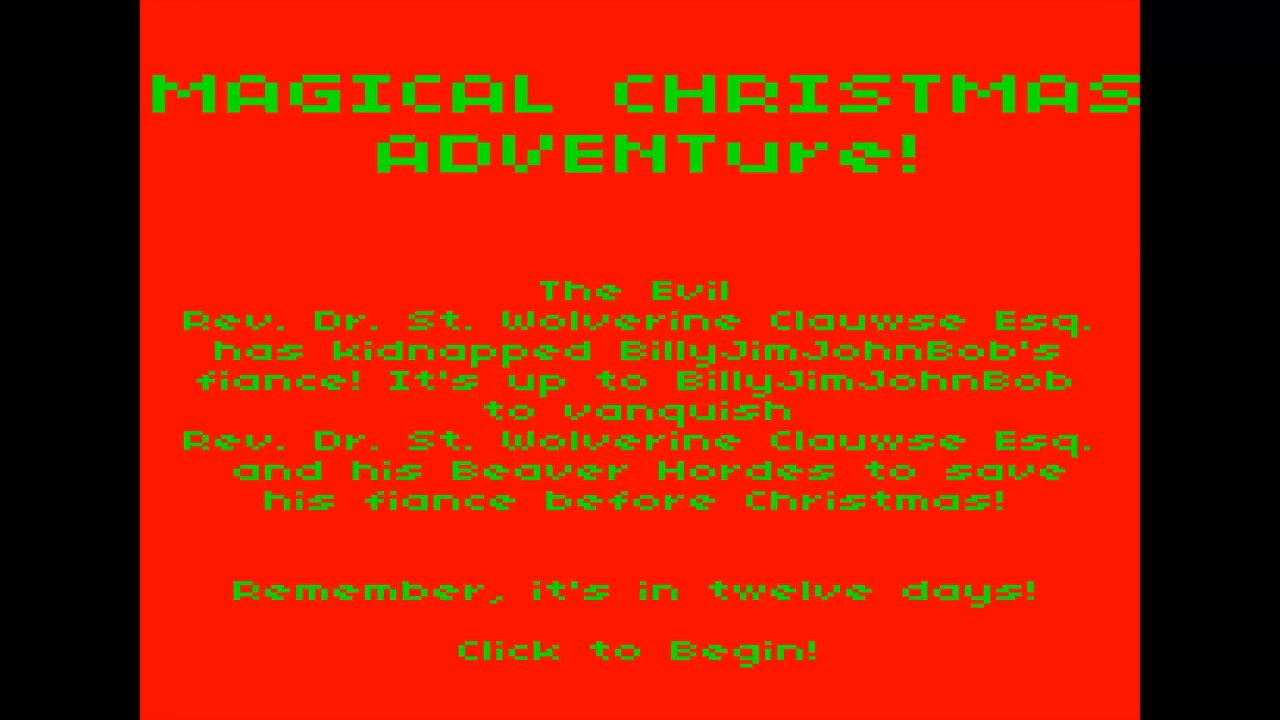 MAGICAL CHRISTMAS
ADVENTure!
The Evil
Rev. Dr. St. Wolverine Clauwse Esq.
has kidnapped BillyJimJohnBob's
fiance! It's up to BillyJimJohnBob
to vanquish
Rev. Dr. St. Wolverine Clauwse Esq.
and his Beaver Hordes to save
his fiance before Christmas!
Remember, it's in twelve days!
Click to Begin!